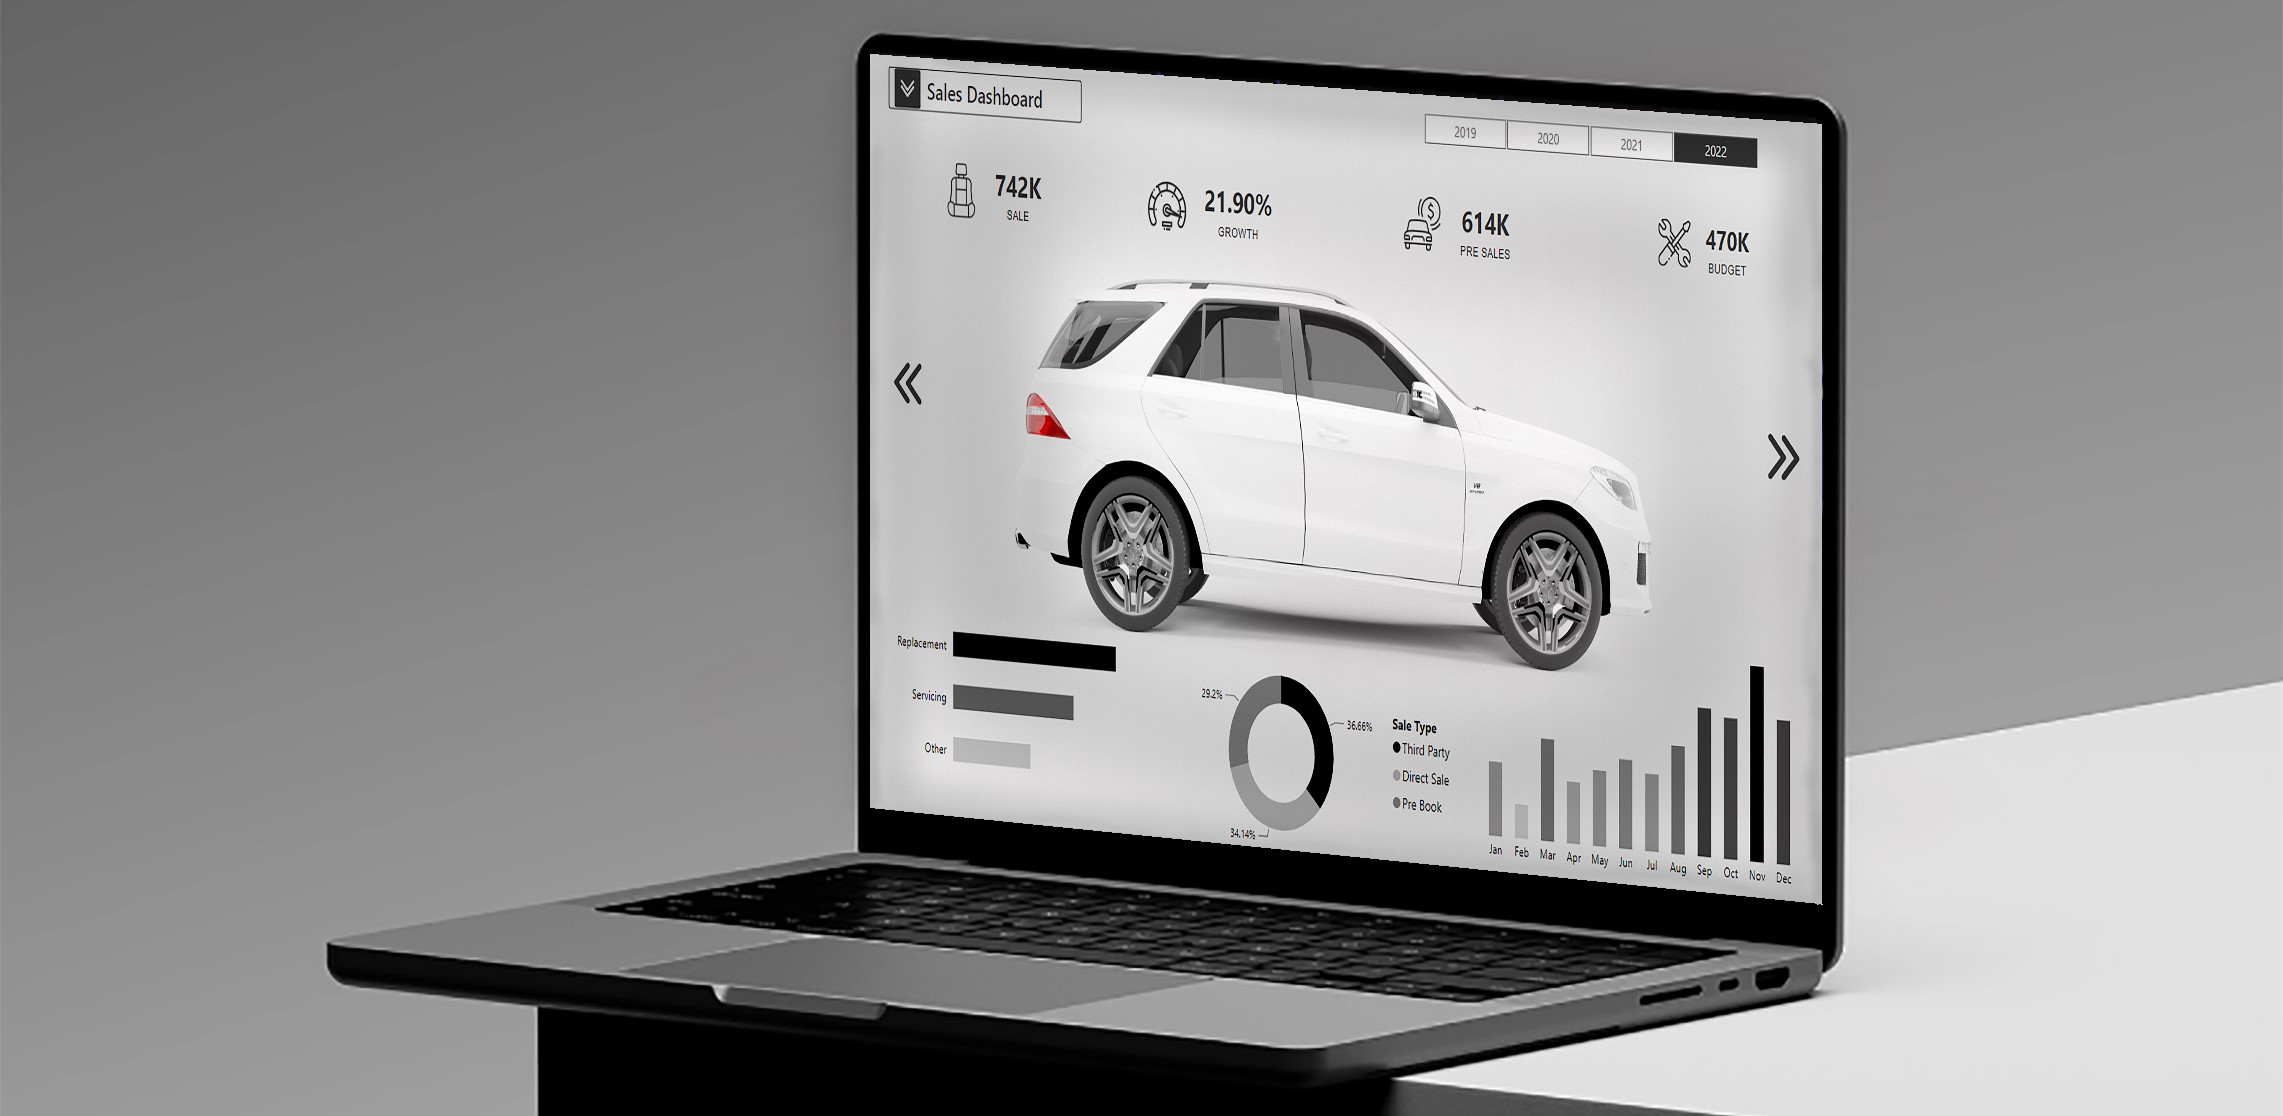 Sales Dashboard
2019 2020 2021 2022
742K
SALE
21.90%
GROWTH
614K
PRE SALES
470K
BUDGET
V8
Replacement
Servicing
Other
29.2%
36.66%
34.14%
Sale Type
Third Party
Direct Sale
Pre Book
Jan Feb Mar Apr May Jun Jul Aug Sep Oct Nov Dec